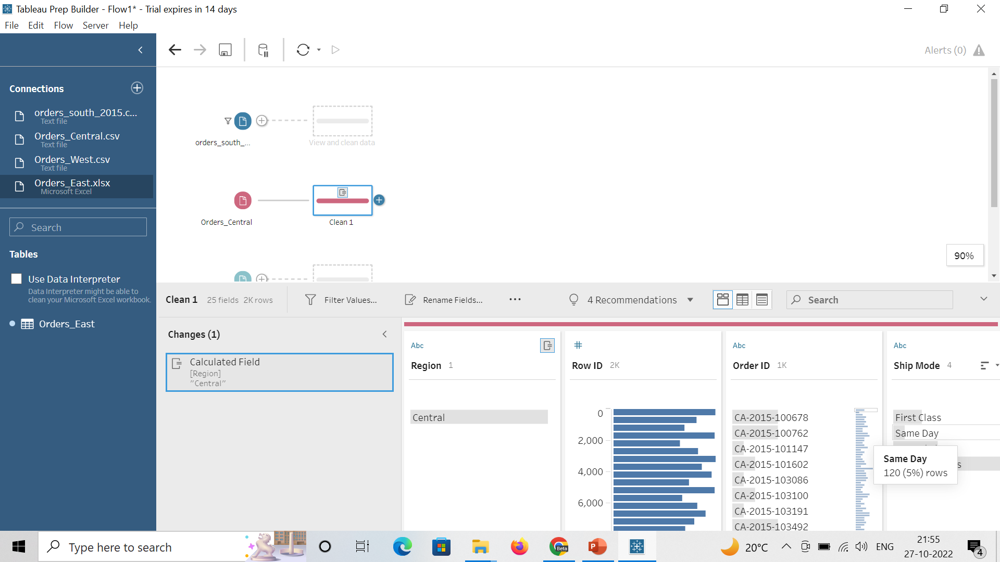 Tableau Prep Builder - Flow1* - Trial expires in 14 days
File Edit Flow Server Help
Alerts (0)
Connections
orders_south_2015.c...
Text file
Orders_Central.csv
Text file
Orders_West.csv
Text file
Orders_East.xlsx
Microsoft Excel
Search
Tables
Use Data Interpreter
Data Interpreter might be able to
clean your Microsoft Excel workbook.
Orders_East
orders_south_...
View and clean data
Orders_Central
Clean 1
90%
Clean 1 25 fields 2K rows Filter Values... Rename Fields... 4 Recommendations Search
Changes (1)
Calculated Field
[Region]
"Central"
Abc
Region 1
Central
#
Row ID 2K
0
2,000
4,000
6,000
Abc
Order ID 1K
CA-2015-100678
CA-2015-100762
CA-2015-101147
CA-2015-101602
CA-2015-103086
CA-2015-103100
CA-2015-103191
CA-2015-103492
Abc
Ship Mode 4
First Class
Same Day
Same Day
120 (5%) rows
Type here to search
Beta
P
20°C
ENG
21:55
27-10-2022
4